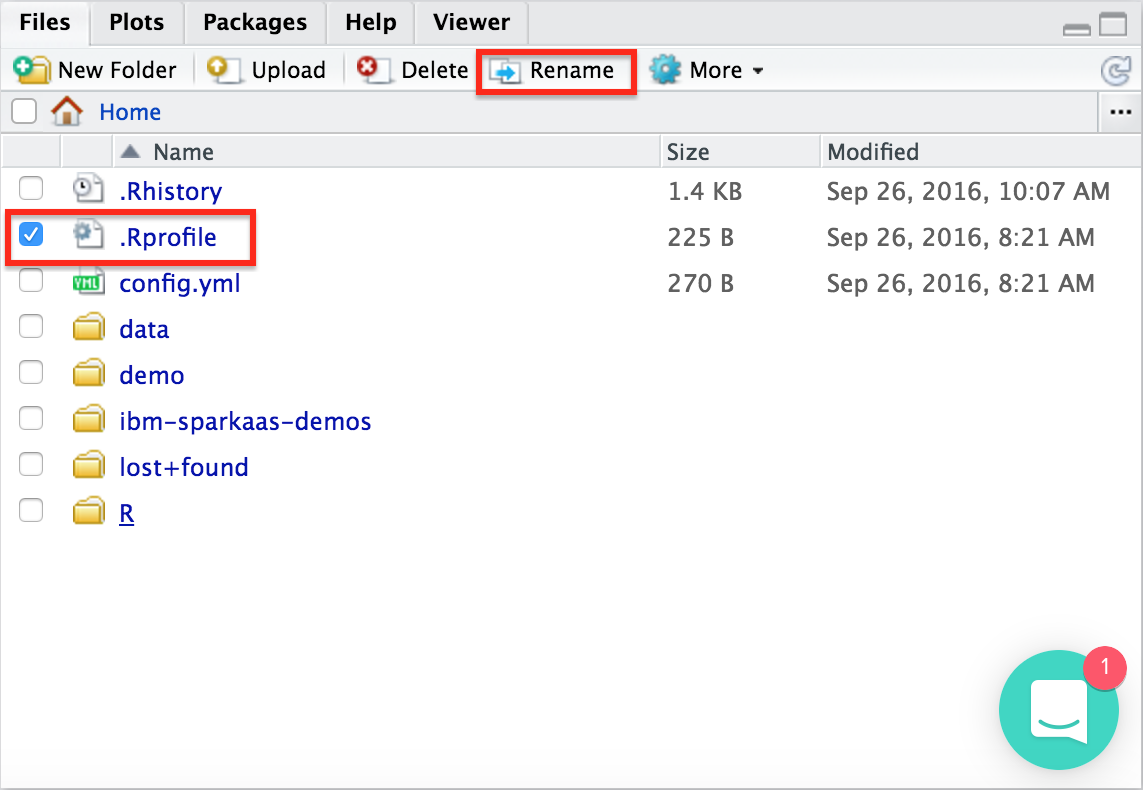 Files Plots Packages Help Viewer
New Folder Upload Delete Rename More
Home ...
Name Size Modified
.Rhistory 1.4 KB Sep 26, 2016, 10:07 AM
.Rprofile 225 B Sep 26, 2016, 8:21 AM
YML config.yml 270 B Sep 26, 2016, 8:21 AM
data
demo
ibm-sparkaas-demos
lost+found
R
1